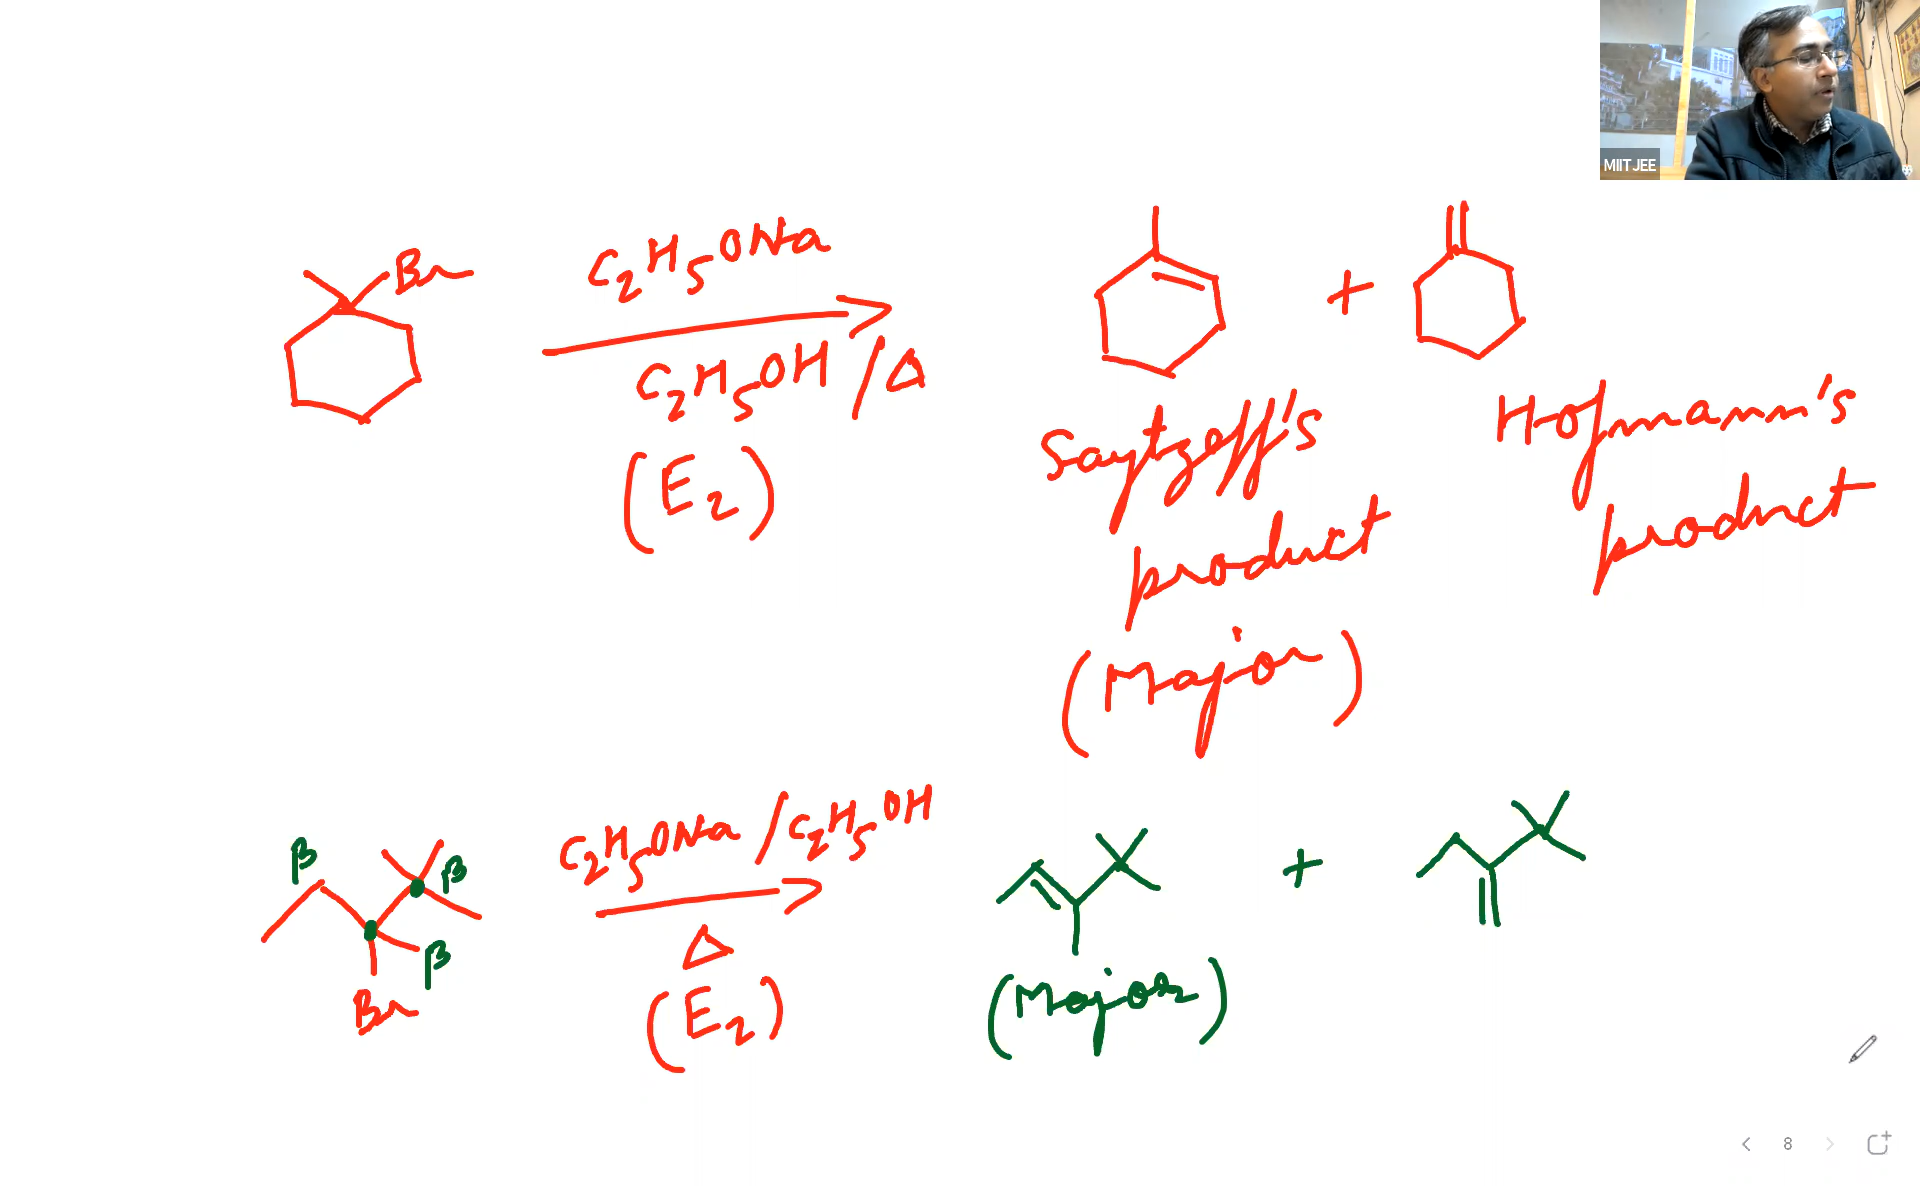 MIIT JEE
Br
C₂H₅ONa
C₂H₅OH / Δ
(E₂)
+
Saytzeff's
product
(Major)
Hofmann's
product
β
β
β
Br
C₂H₅ONa / C₂H₅OH
Δ
(E₂)
+
(Major)
8